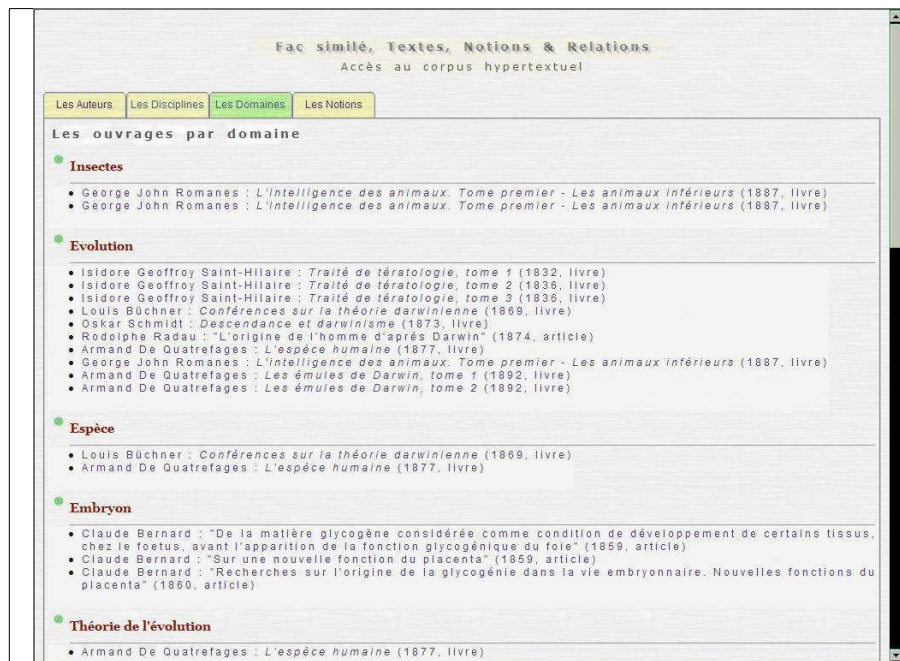 Fac similé, Textes, Notions & Relations
Accès au corpus hypertextuel
Les Auteurs Les Disciplines Les Domaines Les Notions
Les ouvrages par domaine
Insectes
• George John Romanes : L'intelligence des animaux. Tome premier - Les animaux inférieurs (1887, livre)
• George John Romanes : L'intelligence des animaux. Tome premier - Les animaux inférieurs (1887, livre)
Evolution
• Isidore Geoffroy Saint-Hilaire : Traité de tératologie, tome 1 (1832, livre)
• Isidore Geoffroy Saint-Hilaire : Traité de tératologie, tome 2 (1836, livre)
• Isidore Geoffroy Saint-Hilaire : Traité de tératologie, tome 3 (1836, livre)
• Louis Büchner : Conférences sur la théorie darwinienne (1869, livre)
• Oskar Schmidt : Descendance et darwinisme (1873, livre)
• Rodolphe Radau : "L'origine de l'homme d'aprés Darwin" (1874, article)
• Armand De Quatrefages : L'espèce humaine (1877, livre)
• George John Romanes : L'intelligence des animaux. Tome premier - Les animaux inférieurs (1887, livre)
• Armand De Quatrefages : Les émules de Darwin, tome 1 (1892, livre)
• Armand De Quatrefages : Les émules de Darwin, tome 2 (1892, livre)
Espèce
• Louis Büchner : Conférences sur la théorie darwinienne (1869, livre)
• Armand De Quatrefages : L'espèce humaine (1877, livre)
Embryon
• Claude Bernard : "De la matière glycogène considérée comme condition de développement de certains tissus,
chez le foetus, avant l'apparition de la fonction glycogénique du foie" (1859, article)
• Claude Bernard : "Sur une nouvelle fonction du placenta" (1859, article)
• Claude Bernard : "Recherches sur l'origine de la glycogénie dans la vie embryonnaire. Nouvelles fonctions du
placenta" (1860, article)
Théorie de l'évolution
• Armand De Quatrefages : L'espèce humaine (1877, livre)